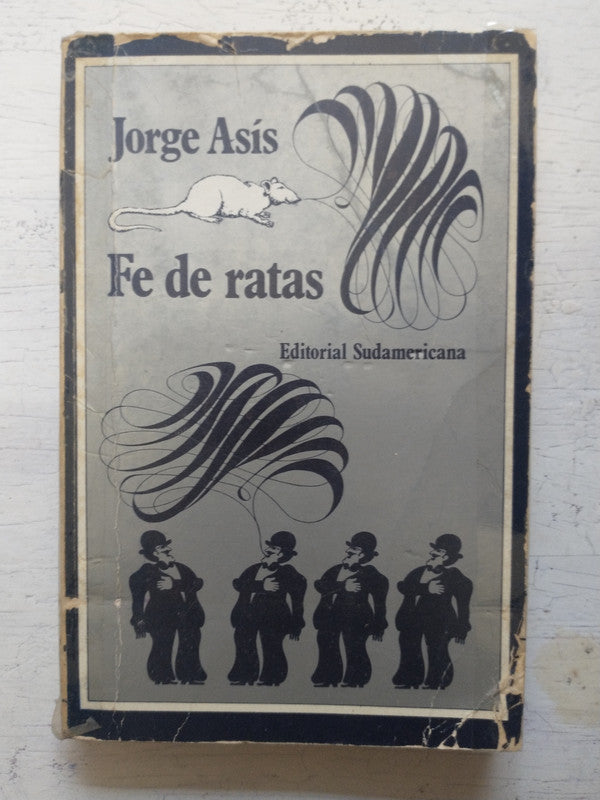 Jorge Asís
Fe de ratas
Editorial Sudamericana